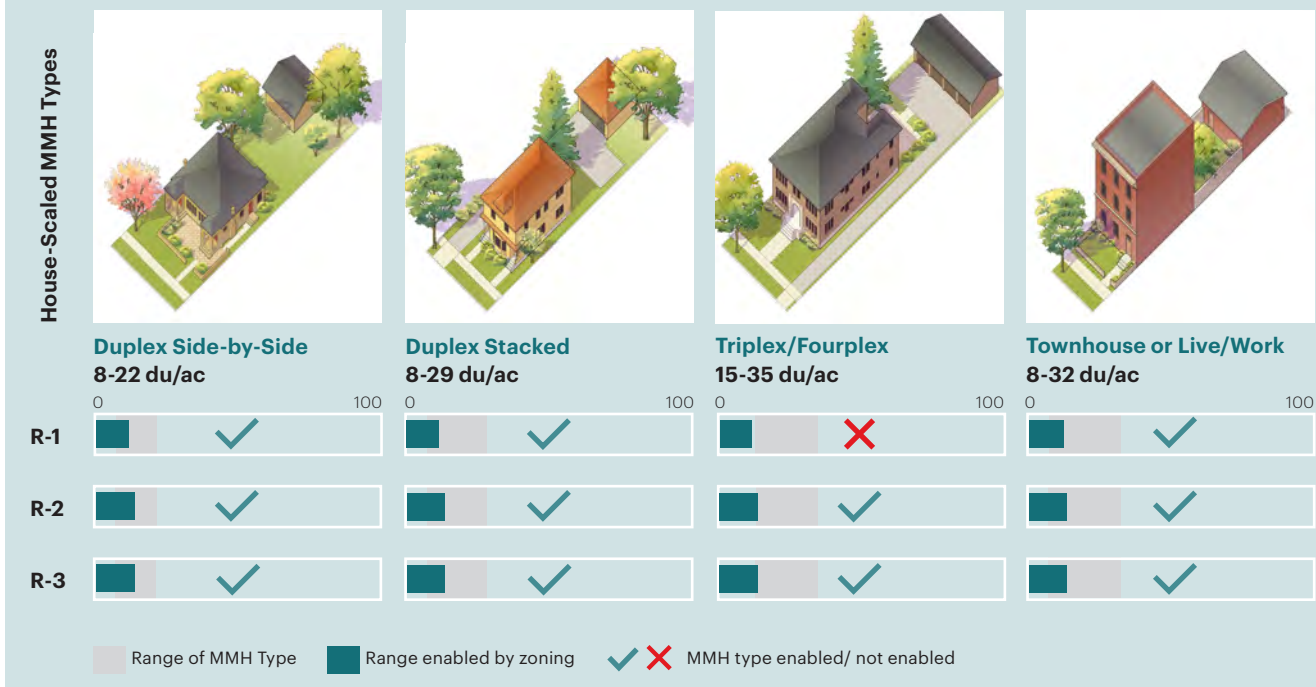 House-Scaled MMH Types
Duplex Side-by-Side
8-22 du/ac
Duplex Stacked
8-29 du/ac
Triplex/Fourplex
15-35 du/ac
Townhouse or Live/Work
8-32 du/ac
0 100 0 100 0 100 0 100
R-1
R-2
R-3
Range of MMH Type Range enabled by zoning MMH type enabled/ not enabled